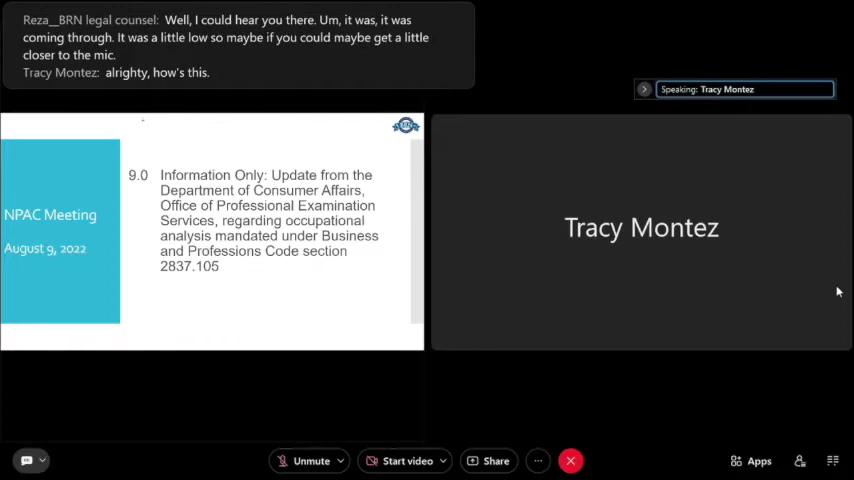 Reza__BRN legal counsel: Well, I could hear you there. Um, it was, it was
coming through. It was a little low so maybe if you could maybe get a little
closer to the mic.
Tracy Montez: alrighty, how's this.
Speaking: Tracy Montez
NPAC Meeting
August 9, 2022
9.0 Information Only: Update from the
Department of Consumer Affairs,
Office of Professional Examination
Services, regarding occupational
analysis mandated under Business
and Professions Code section
2837.105
Tracy Montez
Unmute
Start video
Share
Apps